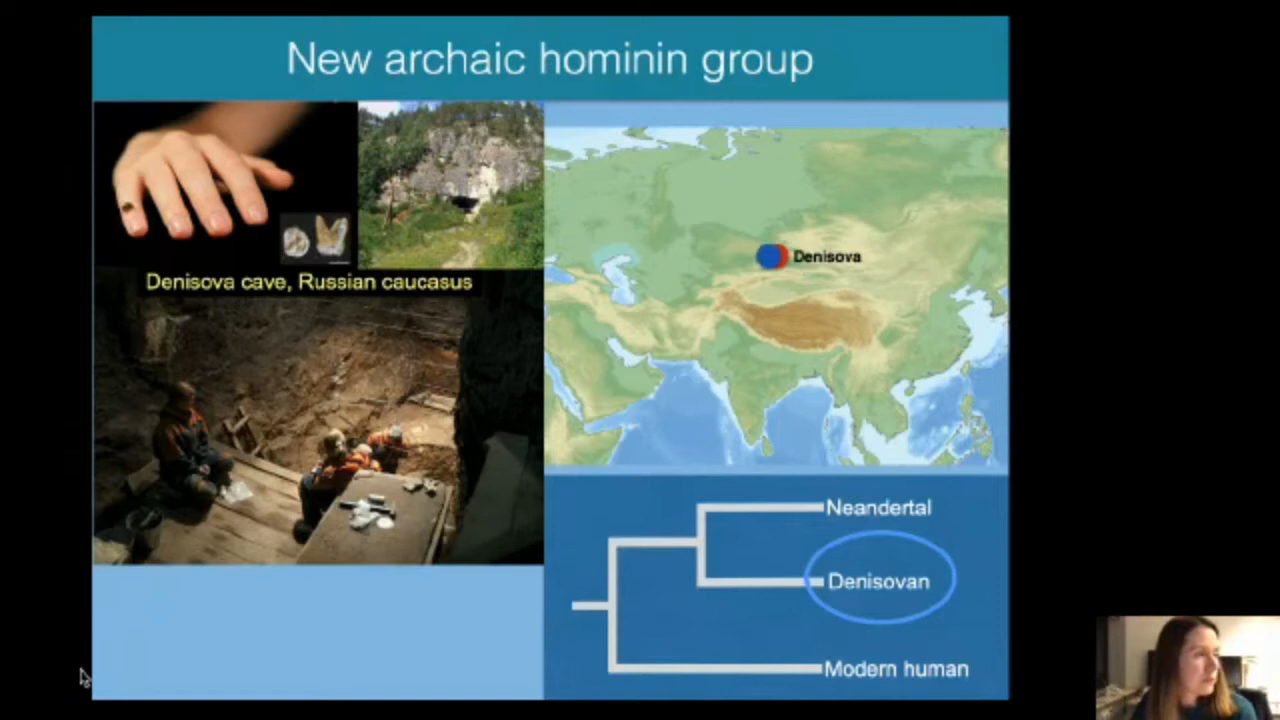 New archaic hominin group
Denisova cave, Russian caucasus
Denisova
Neandertal
Denisovan
Modern human